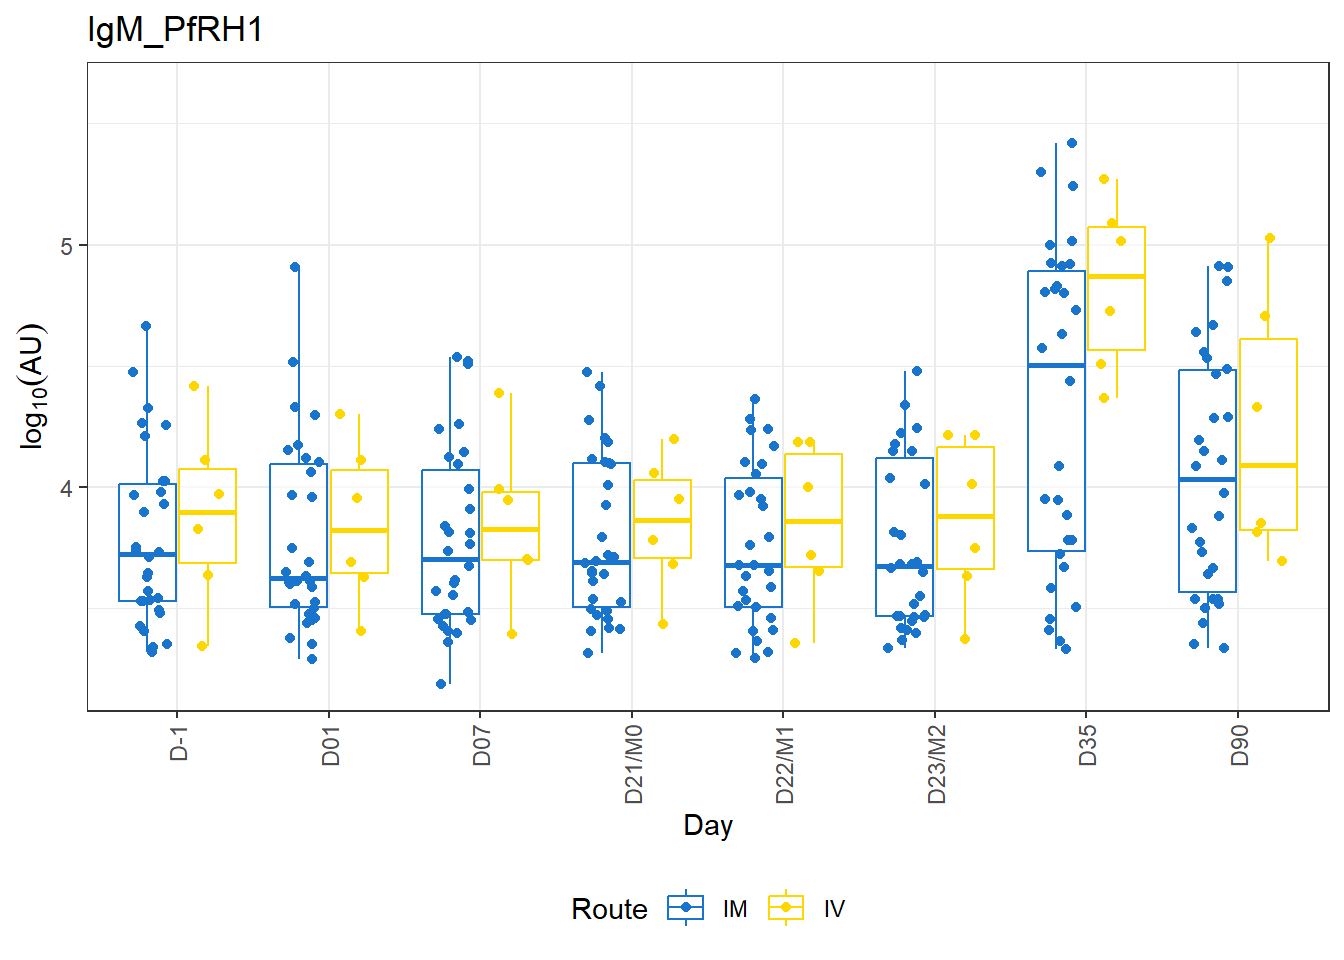 IgM_PfRH1
5
4
log10(AU)
D-1
D01
D07
D21/M0
D22/M1
D23/M2
D35
D90
Day
Route IM IV